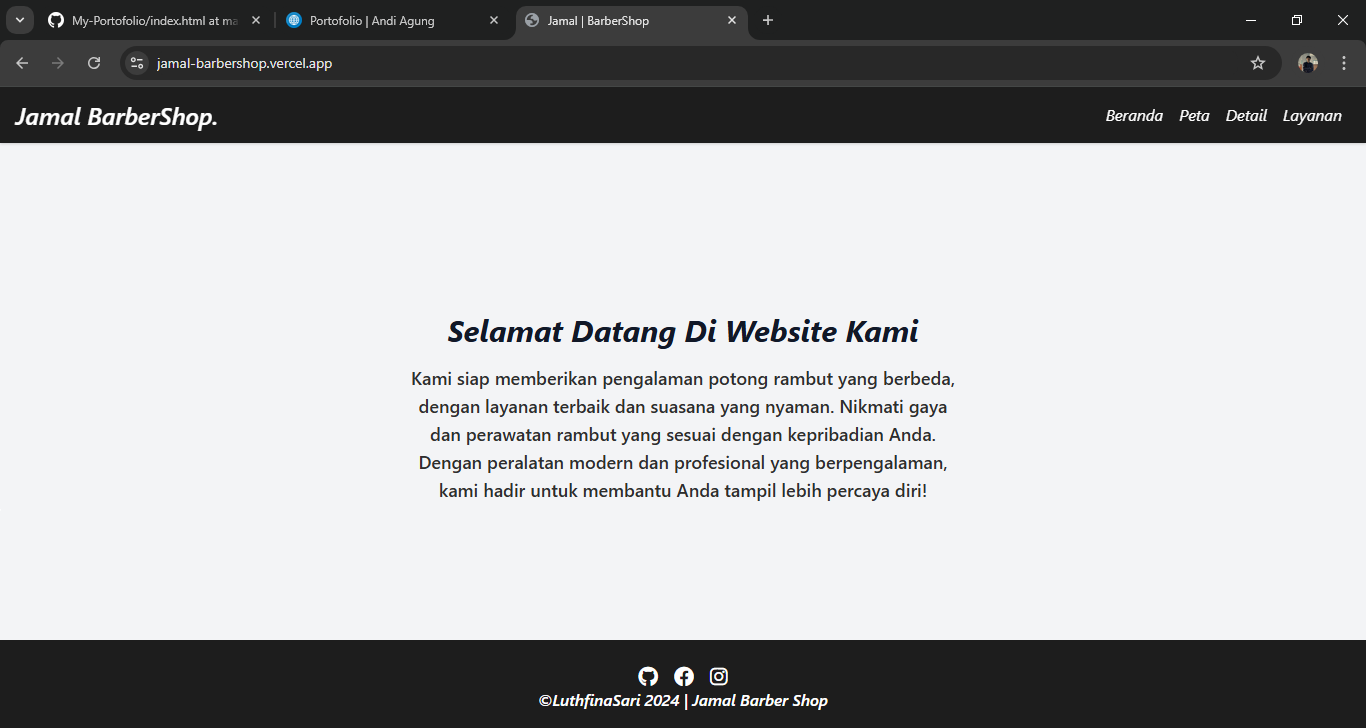 My-Portofolio/index.html at ma
Portofolio | Andi Agung
Jamal | BarberShop
jamal-barbershop.vercel.app
Jamal BarberShop.
Beranda Peta Detail Layanan
Selamat Datang Di Website Kami
Kami siap memberikan pengalaman potong rambut yang berbeda,
dengan layanan terbaik dan suasana yang nyaman. Nikmati gaya
dan perawatan rambut yang sesuai dengan kepribadian Anda.
Dengan peralatan modern dan profesional yang berpengalaman,
kami hadir untuk membantu Anda tampil lebih percaya diri!
©LuthfinaSari 2024 | Jamal Barber Shop